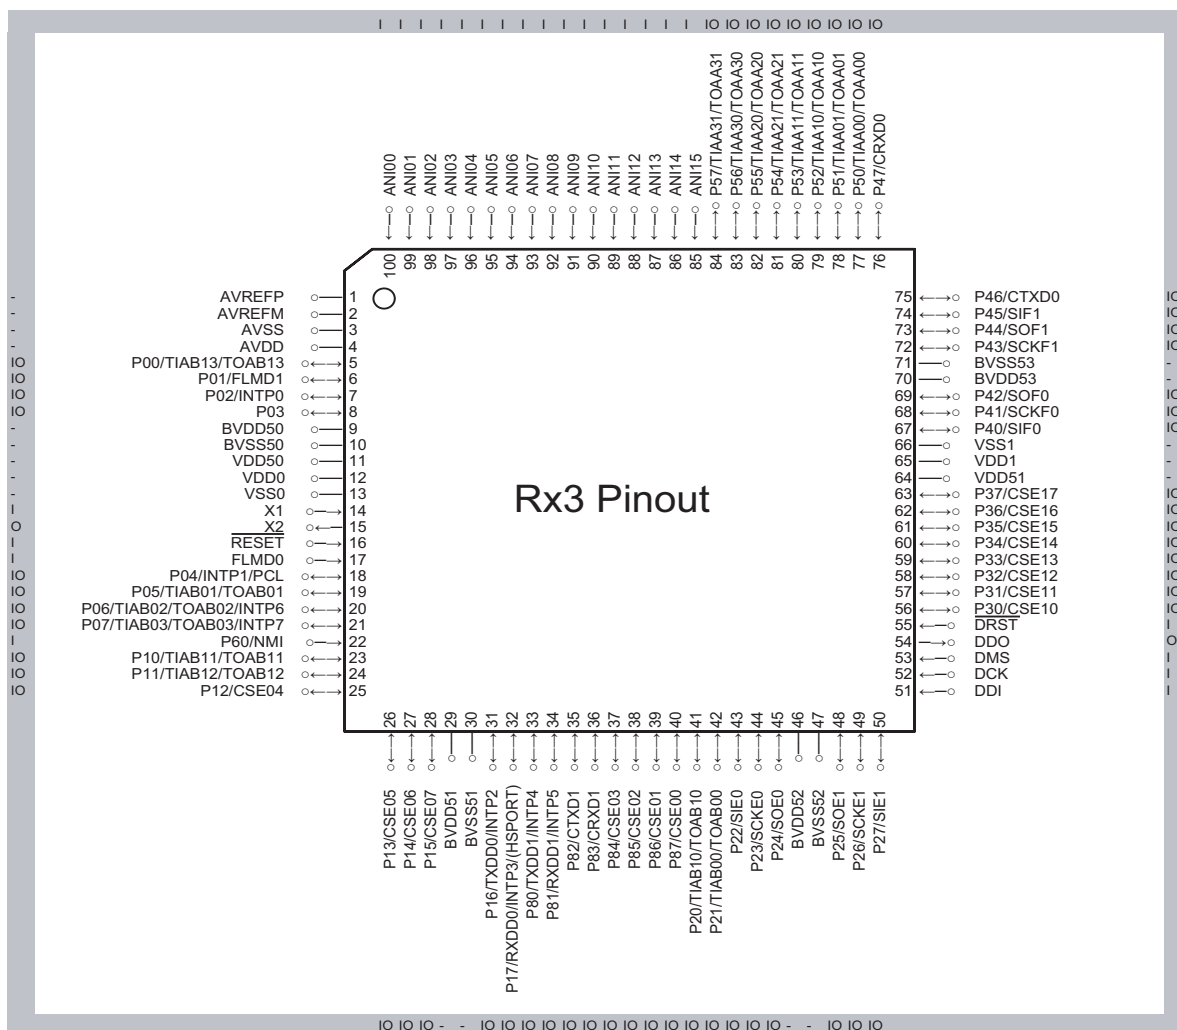 I I I I I I I I I I I I I I I I IO IO IO IO IO IO IO IO IO
ANI00
ANI01
ANI02
ANI03
ANI04
ANI05
ANI06
ANI07
ANI08
ANI09
ANI10
ANI11
ANI12
ANI13
ANI14
ANI15
P57/TIAA31/TOAA31
P56/TIAA30/TOAA30
P55/TIAA20/TOAA20
P54/TIAA21/TOAA21
P53/TIAA11/TOAA11
P52/TIAA10/TOAA10
P51/TIAA01/TOAA01
P50/TIAA00/TOAA00
P47/CRXD0
100 99 98 97 96 95 94 93 92 91 90 89 88 87 86 85 84 83 82 81 80 79 78 77 76
- AVREFP 1
- AVREFM 2
- AVSS 3
- AVDD 4
IO P00/TIAB13/TOAB13 5
IO P01/FLMD1 6
IO P02/INTP0 7
IO P03 8
- BVDD50 9
- BVSS50 10
- VDD50 11
- VDD0 12
- VSS0 13
I X1 14
O X2 15
I RESET 16
I FLMD0 17
IO P04/INTP1/PCL 18
IO P05/TIAB01/TOAB01 19
IO P06/TIAB02/TOAB02/INTP6 20
IO P07/TIAB03/TOAB03/INTP7 21
I P60/NMI 22
IO P10/TIAB11/TOAB11 23
IO P11/TIAB12/TOAB12 24
IO P12/CSE04 25
Rx3 Pinout
75 P46/CTXD0 IO
74 P45/SIF1 IO
73 P44/SOF1 IO
72 P43/SCKF1 IO
71 BVSS53 -
70 BVDD53 -
69 P42/SOF0 IO
68 P41/SCKF0 IO
67 P40/SIF0 IO
66 VSS1 -
65 VDD1 -
64 VDD51 -
63 P37/CSE17 IO
62 P36/CSE16 IO
61 P35/CSE15 IO
60 P34/CSE14 IO
59 P33/CSE13 IO
58 P32/CSE12 IO
57 P31/CSE11 IO
56 P30/CSE10 IO
55 DRST I
54 DDO O
53 DMS I
52 DCK I
51 DDI I
26 27 28 29 30 31 32 33 34 35 36 37 38 39 40 41 42 43 44 45 46 47 48 49 50
P13/CSE05
P14/CSE06
P15/CSE07
BVDD51
BVSS51
P16/TXDD0/INTP2
P17/RXDD0/INTP3/(HSPORT)
P80/TXDD1/INTP4
P81/RXDD1/INTP5
P82/CTXD1
P83/CRXD1
P84/CSE03
P85/CSE02
P86/CSE01
P87/CSE00
P20/TIAB10/TOAB10
P21/TIAB00/TOAB00
P22/SIE0
P23/SCKE0
P24/SOE0
BVDD52
BVSS52
P25/SOE1
P26/SCKE1
P27/SIE1
IO IO IO - - IO IO IO IO IO IO IO IO IO IO IO IO IO IO IO - - IO IO IO